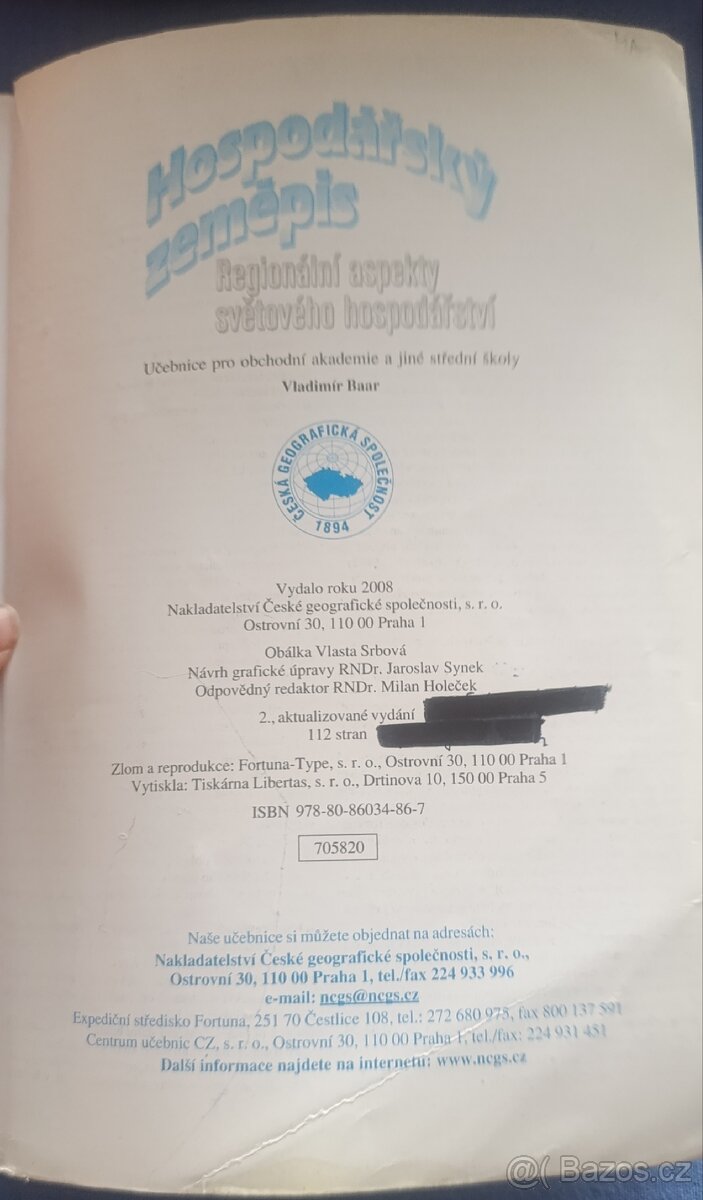 Hospodářský
zeměpis
Regionální aspekty
světového hospodářství
Učebnice pro obchodní akademie a jiné střední školy
Vladimír Baar
ČESKÁ GEOGRAFICKÁ SPOLEČNOST
1894
Vydalo roku 2008
Nakladatelství České geografické společnosti, s. r. o.
Ostrovní 30, 110 00 Praha 1
Obálka Vlasta Srbová
Návrh grafické úpravy RNDr. Jaroslav Synek
Odpovědný redaktor RNDr. Milan Holeček
2., aktualizované vydání
112 stran
Zlom a reprodukce: Fortuna-Type, s. r. o., Ostrovní 30, 110 00 Praha 1
Vytiskla: Tiskárna Libertas, s. r. o., Drtinova 10, 150 00 Praha 5
ISBN 978-80-86034-86-7
705820
Naše učebnice si můžete objednat na adresách:
Nakladatelství České geografické společnosti, s. r. o.,
Ostrovní 30, 110 00 Praha 1, tel./fax 224 933 996
e-mail: ncgs@ncgs.cz
Expediční středisko Fortuna, 251 70 Čestlice 108, tel.: 272 680 975, fax 800 137 591
Centrum učebnic CZ, s. r. o., Ostrovní 30, 110 00 Praha 1, tel./fax: 224 931 451
Další informace najdete na internetu: www.ncgs.cz
@( Bazos.cz